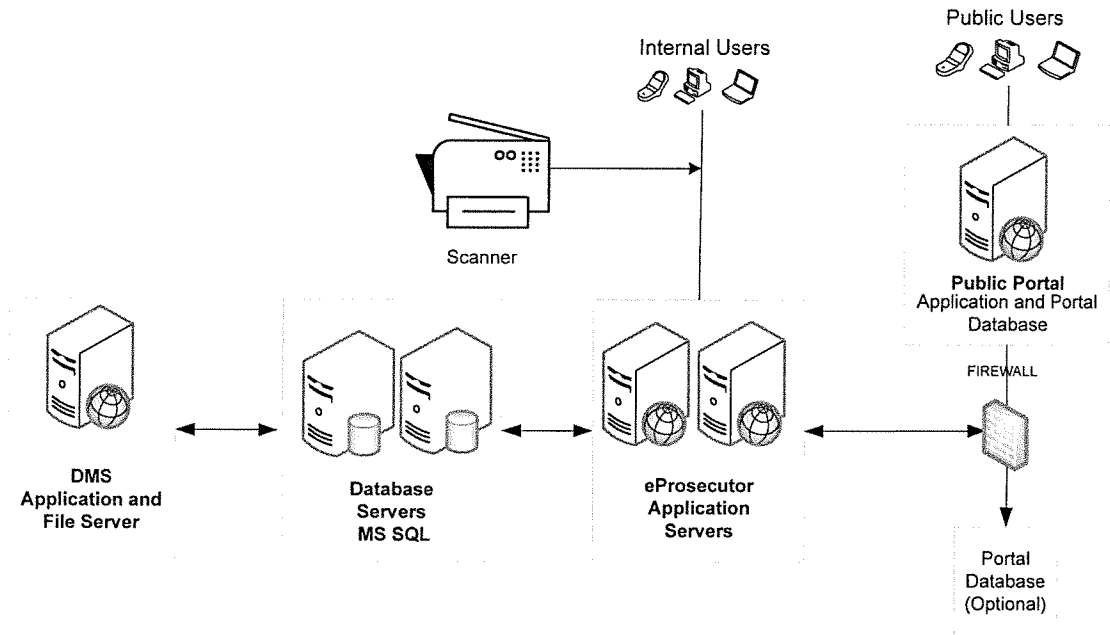 Public Users
Internal Users
Scanner
Public Portal
Application and Portal
Database
FIREWALL
DMS
Application and
File Server
Database
Servers
MS SQL
eProsecutor
Application
Servers
Portal
Database
(Optional)